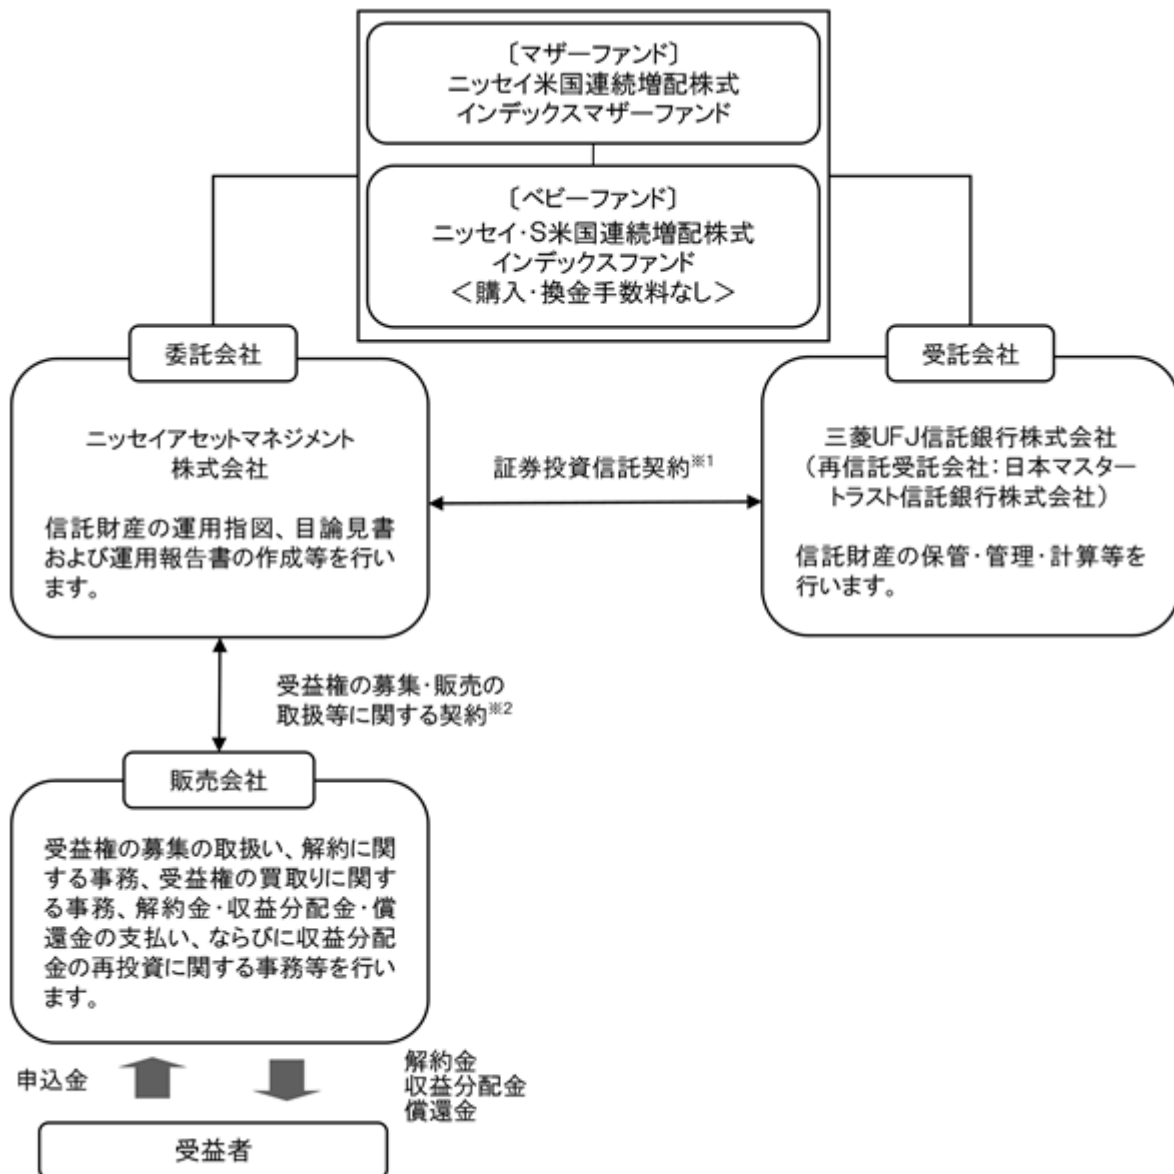 〔マザーファンド〕
ニッセイ米国連続増配株式
インデックスマザーファンド
〔ベビーファンド〕
ニッセイ・S米国連続増配株式
インデックスファンド
＜購入・換金手数料なし＞
委託会社
ニッセイアセットマネジメント
株式会社
信託財産の運用指図、目論見書
および運用報告書の作成等を行い
ます。
証券投資信託契約※1
受託会社
三菱UFJ信託銀行株式会社
（再信託受託会社：日本マスター
トラスト信託銀行株式会社）
信託財産の保管・管理・計算等を
行います。
受益権の募集・販売の
取扱等に関する契約※2
販売会社
受益権の募集の取扱い、解約に関
する事務、受益権の買取りに関す
る事務、解約金・収益分配金・償
還金の支払い、ならびに収益分配
金の再投資に関する事務等を行い
ます。
申込金
解約金
収益分配金
償還金
受益者